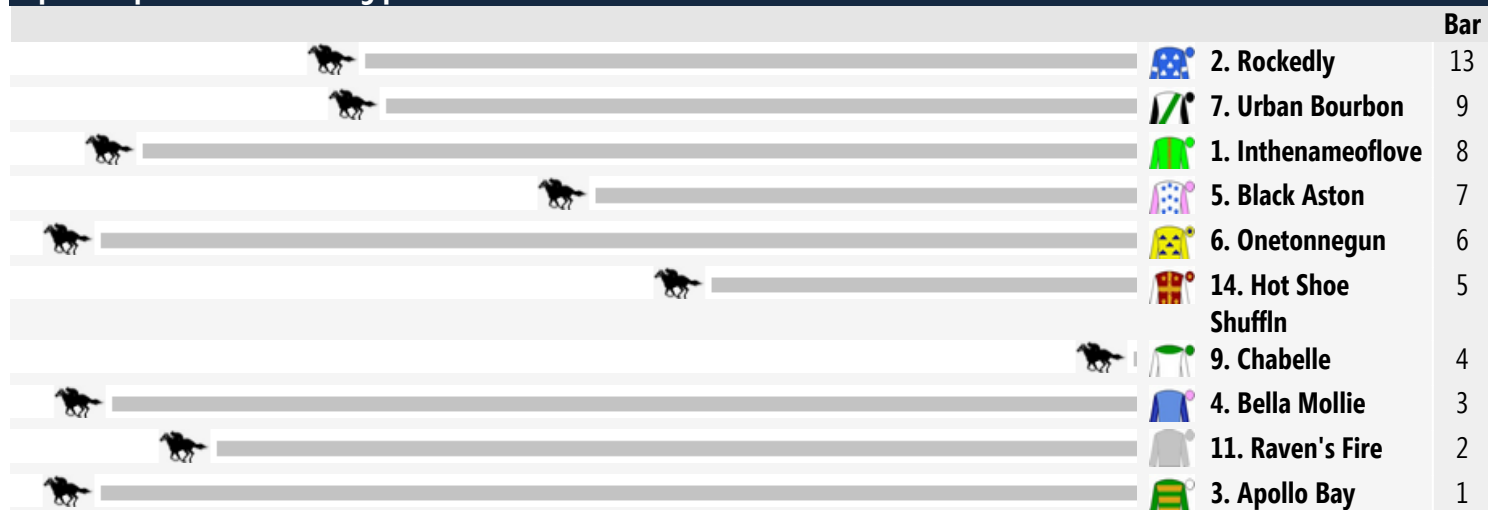 Bar
2. Rockedly 13
7. Urban Bourbon 9
1. Inthenameoflove 8
5. Black Aston 7
6. Onetonnegun 6
14. Hot Shoe 5
Shuffln
9. Chabelle 4
4. Bella Mollie 3
11. Raven's Fire 2
3. Apollo Bay 1